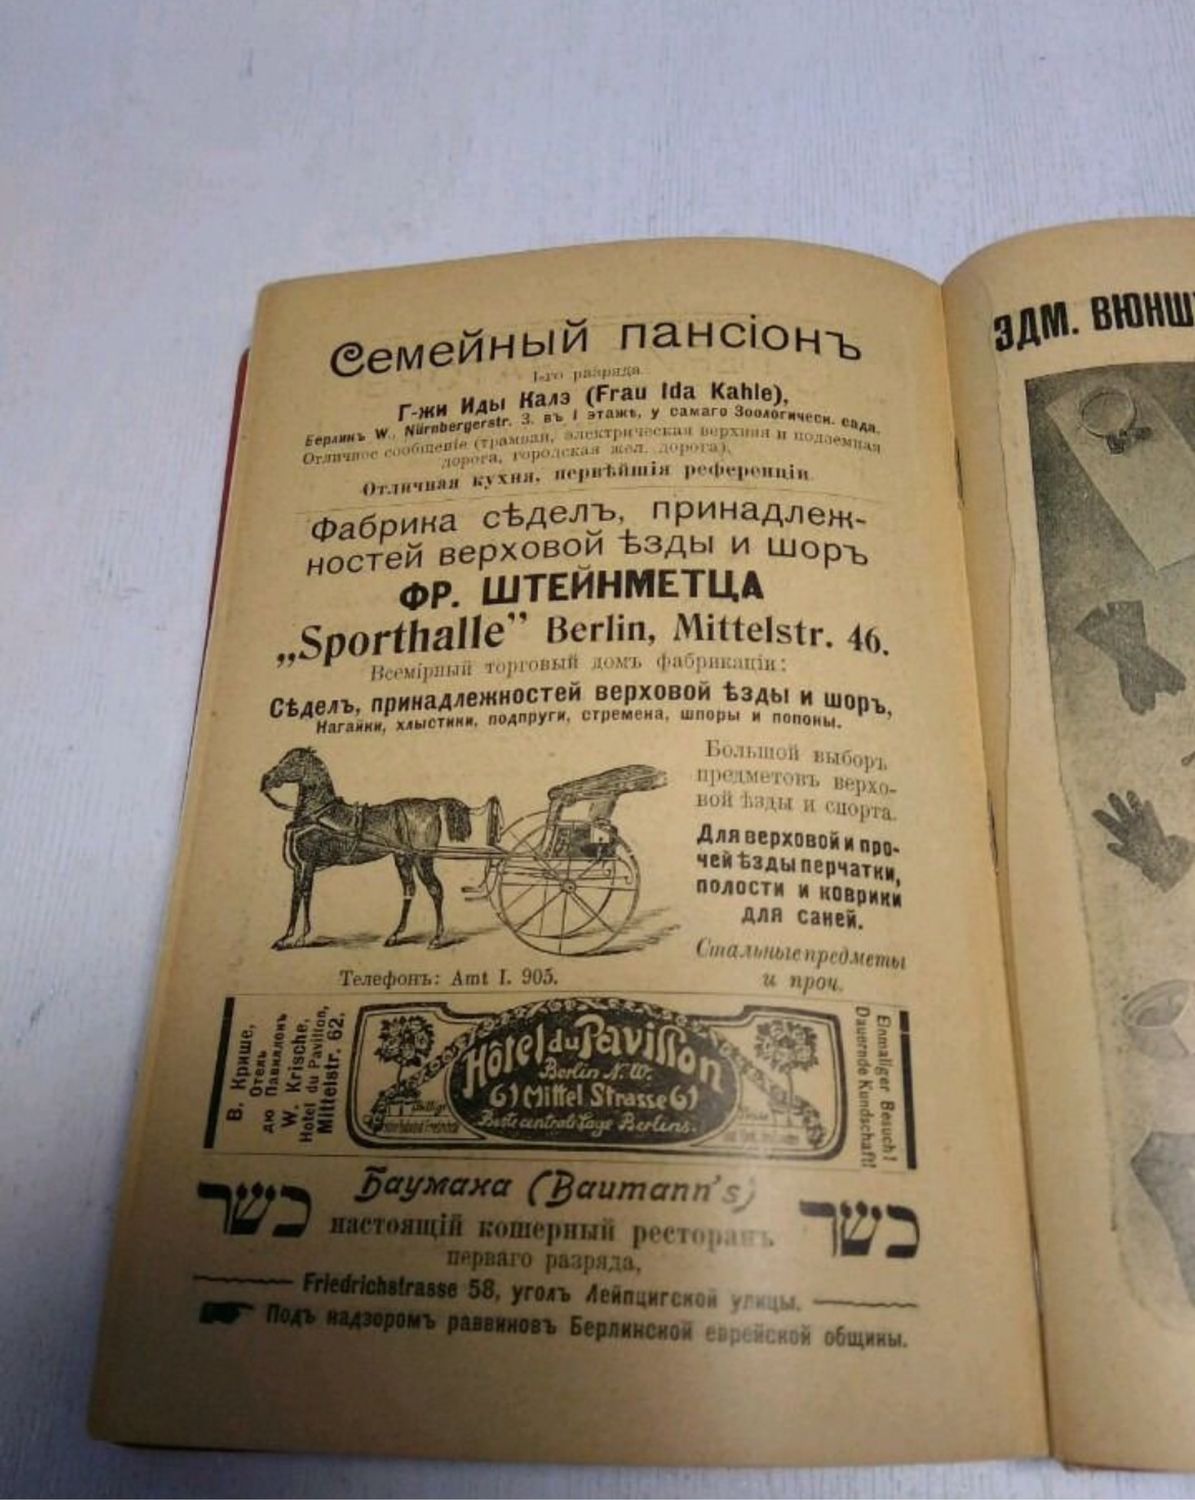 Семейный пансіонъ
1-го разряда
Г-жи Иды Калэ (Frau Ida Kahle),
Берлинъ W., Nürnbergerstr. 3. въ I этажѣ, у самаго Зоологическ. сада.
Отличное сообщеніе (трамваи, электрическая верхняя и подземная
дорога, городская жел. дорога).
Отличная кухня, первѣйшія референціи.
Фабрика сѣделъ, принадлеж-
ностей верховой ѣзды и шоръ
ФР. ШТЕЙНМЕТЦА
„Sporthalle” Berlin, Mittelstr. 46.
Всемірный торговый домъ фабрикаціи:
Сѣделъ, принадлежностей верховой ѣзды и шоръ,
Нагайки, хлыстики, подпруги, стремена, шпоры и попоны.
Большой выборъ
предметовъ верхо-
вой ѣзды и спорта.
Для верховой и про-
чей ѣзды перчатки,
полости и коврики
для саней.
Стальные предметы
и проч.
Телефонъ: Amt I. 905.
В. Крише,
Отель
дю Павиллонъ
W. Krische,
Hotel du Pavillon,
Mittelstr. 62.
Hôtel du Pavillon
Berlin N.W.
61 Mittel Strasse 61
Beste centrale Lage Berlins.
Einmaliger Besuch!
Dauernde Kundschaft!
כשר
Баумана (Baumann's)
כשר
настоящій кошерный ресторанъ
перваго разряда,
Friedrichstrasse 58, уголъ Лейпцигской улицы.
Подъ надзоромъ раввиновъ Берлинской еврейской общины.
ЭДМ. ВЮНШ